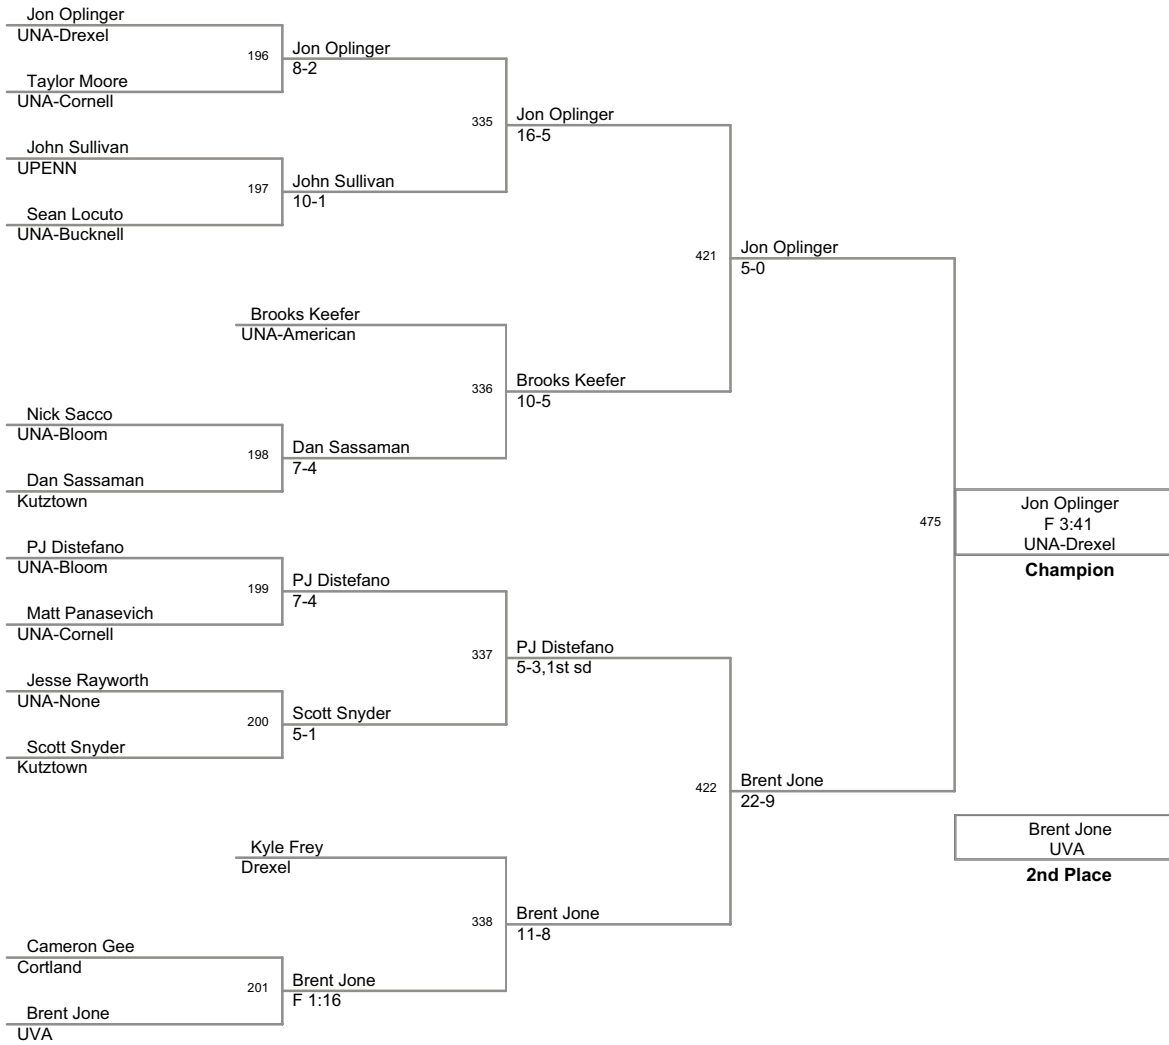 Jon Oplinger
UNA-Drexel
196
Jon Oplinger
8-2
Taylor Moore
UNA-Cornell
335
Jon Oplinger
16-5
John Sullivan
UPENN
197
John Sullivan
10-1
Sean Locuto
UNA-Bucknell
421
Jon Oplinger
5-0
Brooks Keefer
UNA-American
336
Brooks Keefer
10-5
Nick Sacco
UNA-Bloom
198
Dan Sassaman
7-4
Dan Sassaman
Kutztown
475
Jon Oplinger
F 3:41
UNA-Drexel
Champion
PJ Distefano
UNA-Bloom
199
PJ Distefano
7-4
Matt Panasevich
UNA-Cornell
337
PJ Distefano
5-3,1st sd
Jesse Rayworth
UNA-None
200
Scott Snyder
5-1
Scott Snyder
Kutztown
422
Brent Jone
22-9
Brent Jone
UVA
2nd Place
Kyle Frey
Drexel
338
Brent Jone
11-8
Cameron Gee
Cortland
201
Brent Jone
F 1:16
Brent Jone
UVA